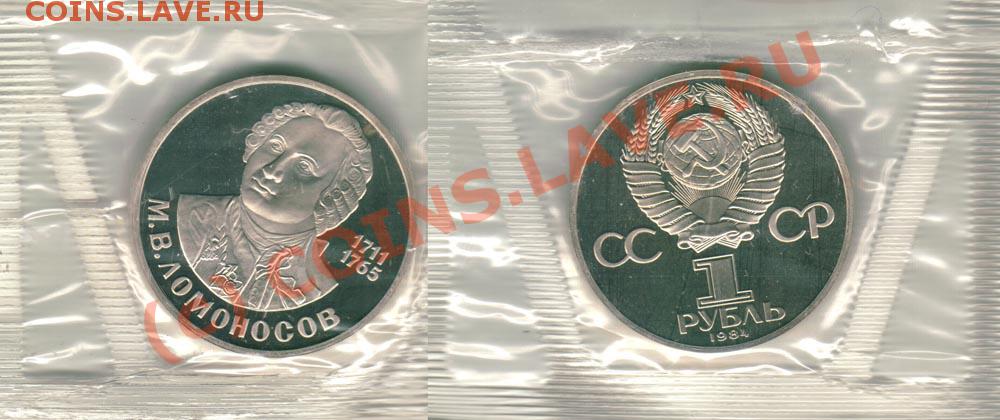 COINS.LAVE.RU
М.В.ЛОМОНОСОВ
1711
1765
(C) COINS.LAVE.RU
СС СР
1
РУБЛЬ
1984